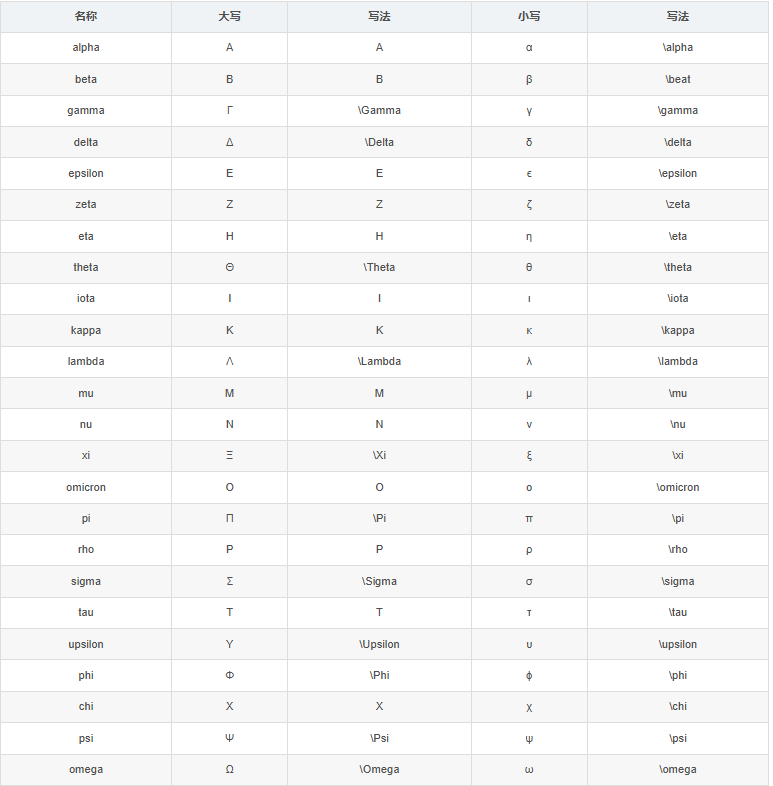 名称 大写 写法 小写 写法
alpha Α A α \alpha
beta Β B β \beat
gamma Γ \Gamma γ \gamma
delta Δ \Delta δ \delta
epsilon Ε E ϵ \epsilon
zeta Ζ Z ζ \zeta
eta Η H η \eta
theta Θ \Theta θ \theta
iota Ι I ι \iota
kappa Κ K κ \kappa
lambda Λ \Lambda λ \lambda
mu Μ M μ \mu
nu Ν N ν \nu
xi Ξ \Xi ξ \xi
omicron Ο O ο \omicron
pi Π \Pi π \pi
rho Ρ P ρ \rho
sigma Σ \Sigma σ \sigma
tau Τ T τ \tau
upsilon Υ \Upsilon υ \upsilon
phi Φ \Phi ϕ \phi
chi Χ X χ \chi
psi Ψ \Psi ψ \psi
omega Ω \Omega ω \omega